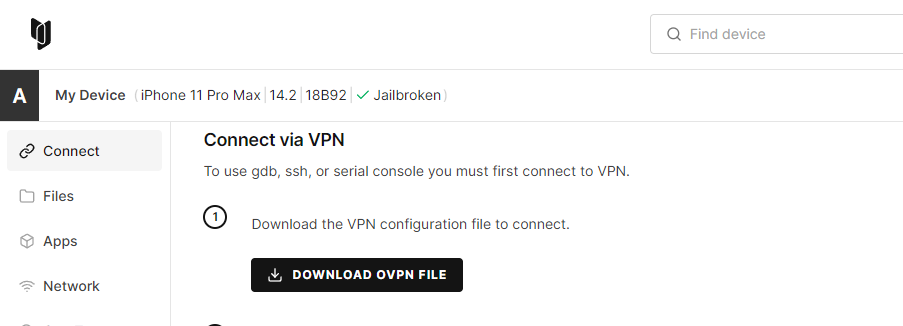 Find device
A
My Device ( iPhone 11 Pro Max | 14.2 | 18B92 | ✓ Jailbroken )
Connect
Connect via VPN
To use gdb, ssh, or serial console you must first connect to VPN.
Files
1
Download the VPN configuration file to connect.
Apps
DOWNLOAD OVPN FILE
Network